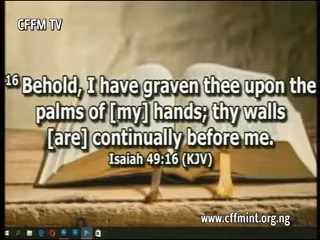 CFFM TV
16 Behold, I have graven thee upon the
palms of [my] hands; thy walls
[are] continually before me.
Isaiah 49:16 (KJV)
www.cffmint.org.ng